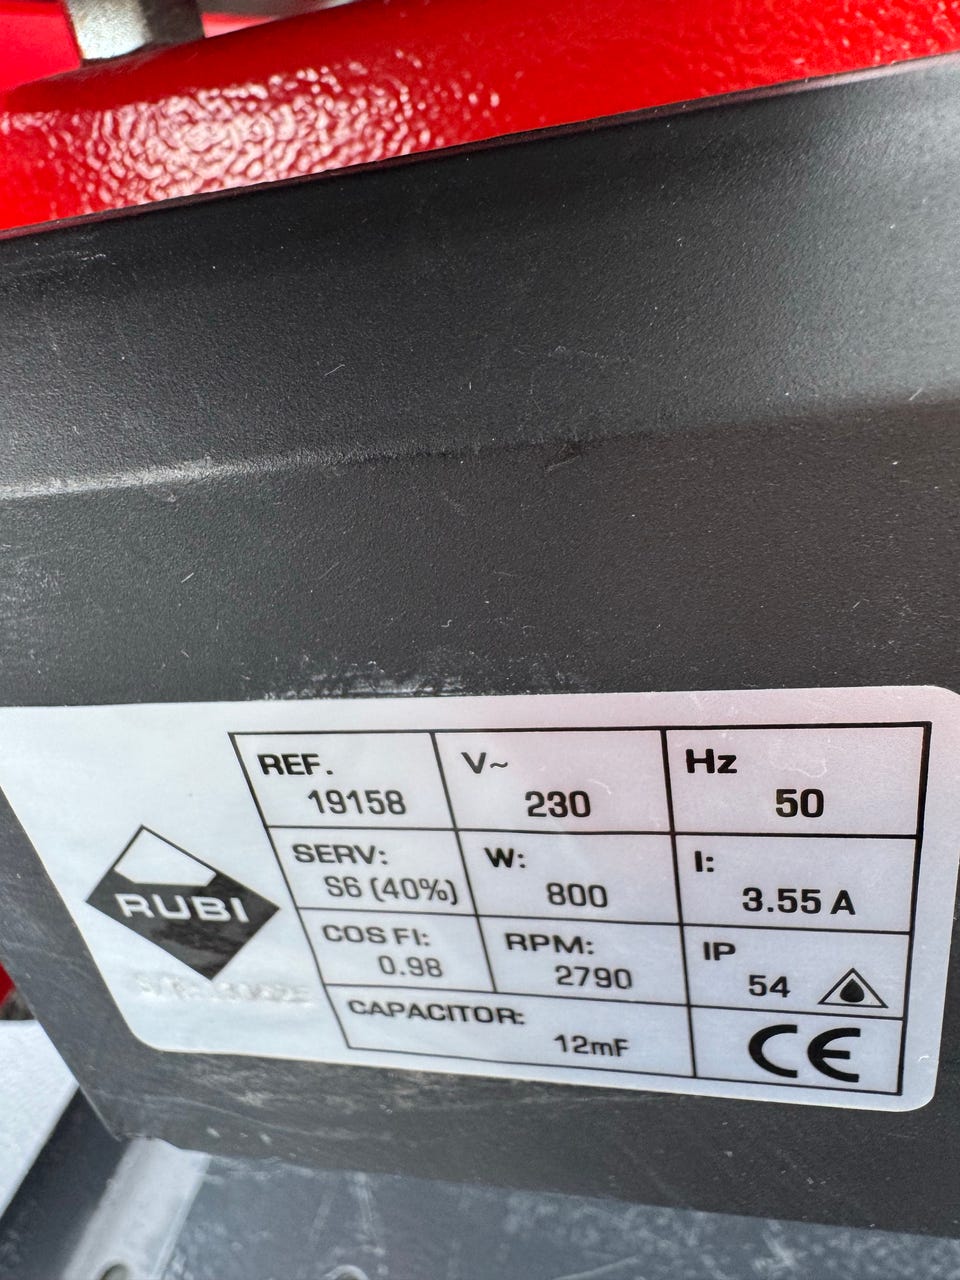 REF.
19158
V~
230
Hz
50
SERV:
S6 (40%)
W:
800
I:
3.55 A
RUBI
COS FI:
0.98
RPM:
2790
IP
54
CAPACITOR:
12mF
CE